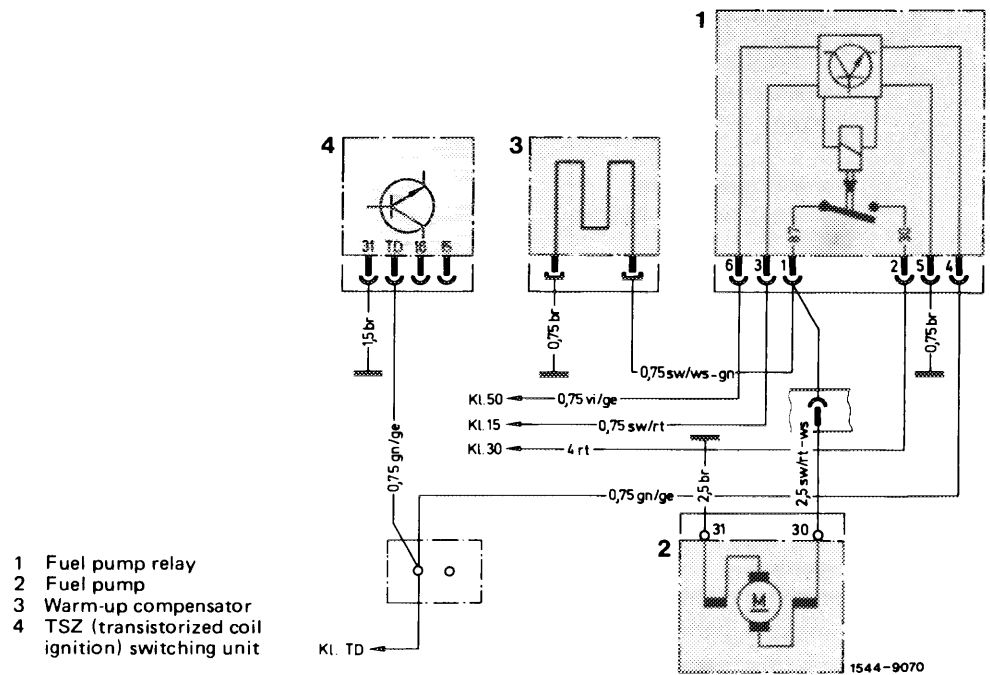 1
4
3
31 TD 16 15
87
30
6 3 1 2 5 4
1,5 br
0,75 br
0,75 br
0,75 sw/ws-gn
Kl. 50 0,75 vi/ge
Kl. 15 0,75 sw/rt
Kl. 30 4 rt
0,75 gn/ge
2,5 br
2,5 sw/rt-ws
0,75 gn/ge
31 30
2
M
1 Fuel pump relay
2 Fuel pump
3 Warm-up compensator
4 TSZ (transistorized coil
ignition) switching unit
Kl. TD
1544-9070